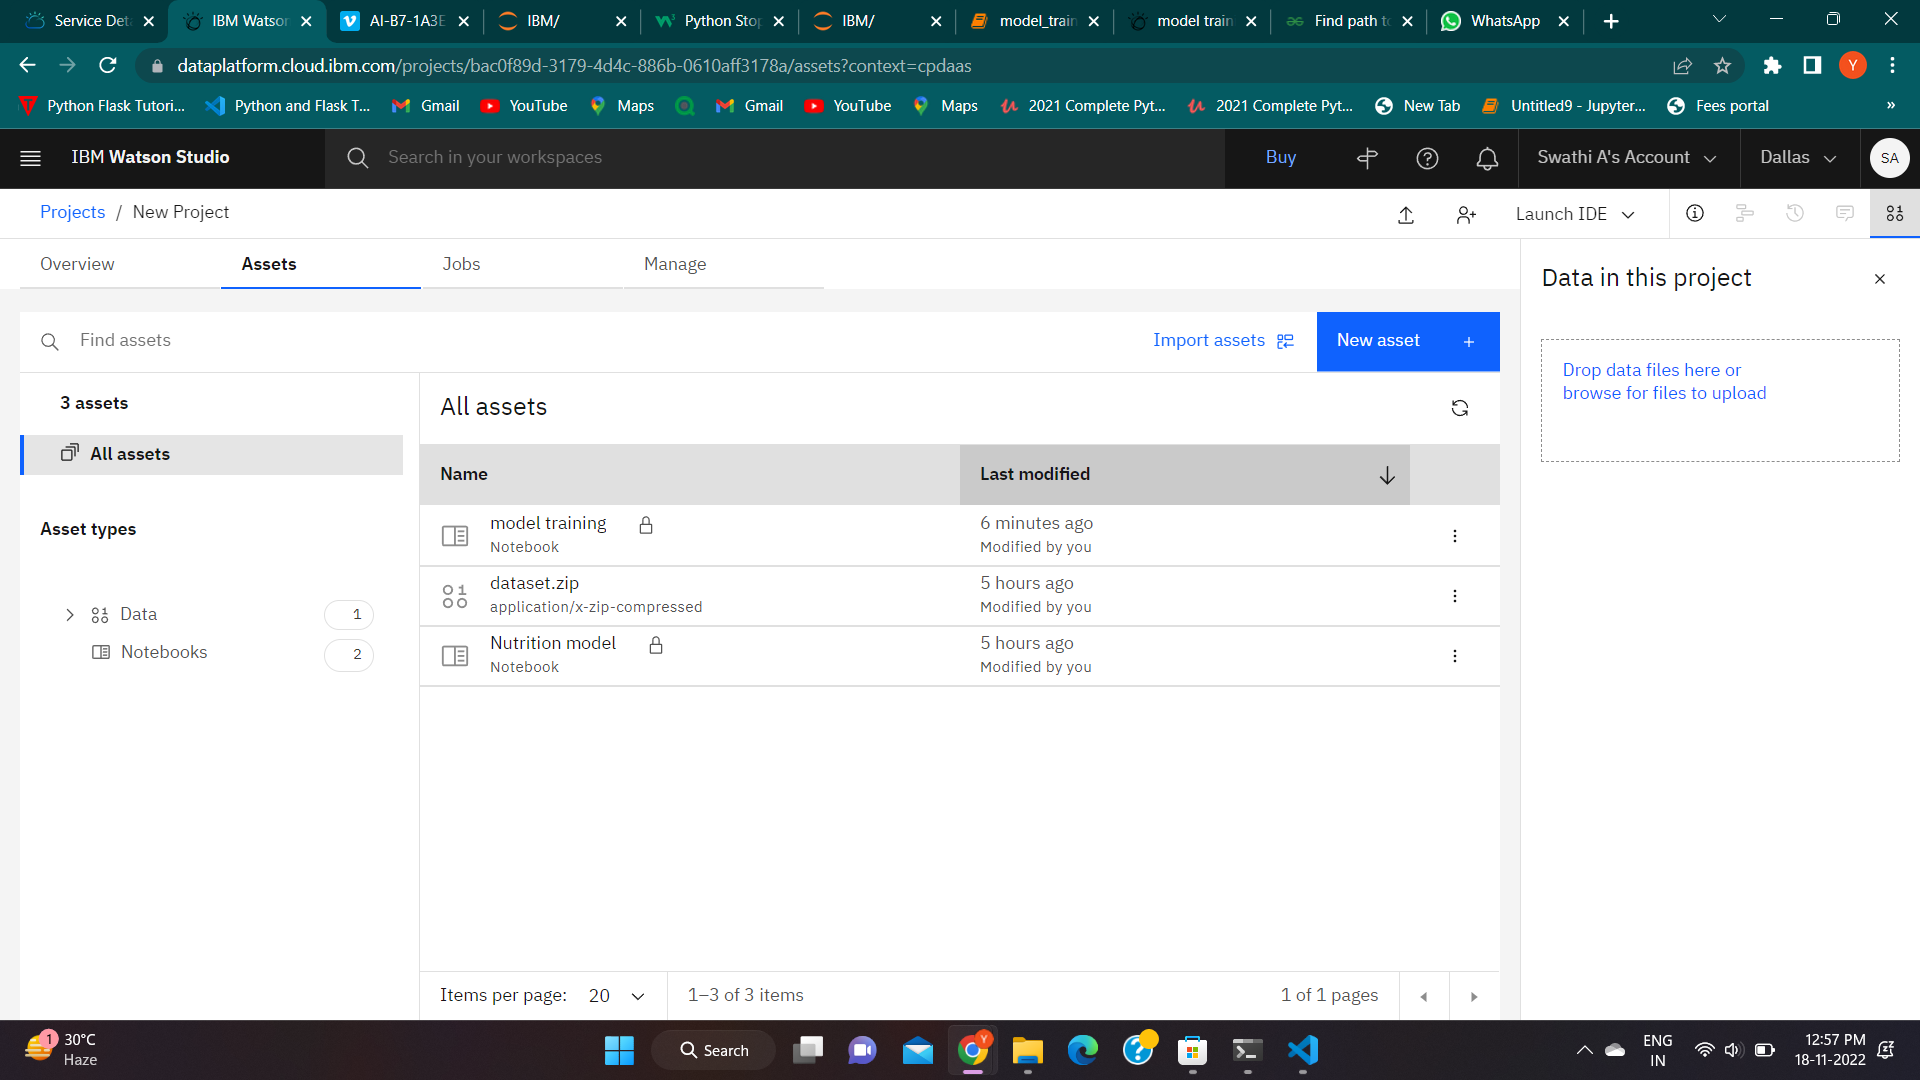 Service Det
IBM Watson
AI-B7-1A3E
IBM/
Python Stop
IBM/
model_train
model train
Find path to
WhatsApp
dataplatform.cloud.ibm.com/projects/bac0f89d-3179-4d4c-886b-0610aff3178a/assets?context=cpdaas
Y
Python Flask Tutori...
Python and Flask T...
Gmail
YouTube
Maps
Gmail
YouTube
Maps
2021 Complete Pyt...
2021 Complete Pyt...
New Tab
Untitled9 - Jupyter...
Fees portal
»
IBM Watson Studio
Search in your workspaces
Buy
Swathi A's Account
Dallas
SA
Projects / New Project
Launch IDE
Overview
Assets
Jobs
Manage
Data in this project
Find assets
Import assets
New asset +
Drop data files here or
browse for files to upload
3 assets
All assets
All assets
Name
Last modified
Asset types
model training
Notebook
6 minutes ago
Modified by you
dataset.zip
application/x-zip-compressed
5 hours ago
Modified by you
Data
1
Notebooks
2
Nutrition model
Notebook
5 hours ago
Modified by you
Items per page: 20
1–3 of 3 items
1 of 1 pages
1
30°C
Haze
Search
Y
ENG
IN
12:57 PM
18-11-2022